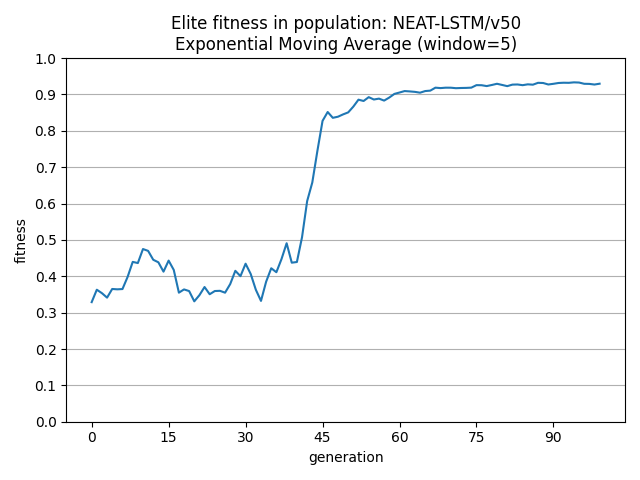 Elite fitness in population: NEAT-LSTM/v50
Exponential Moving Average (window=5)
1.0
0.9
0.8
0.7
0.6
0.5
0.4
0.3
0.2
0.1
0.0
fitness
0 15 30 45 60 75 90
generation